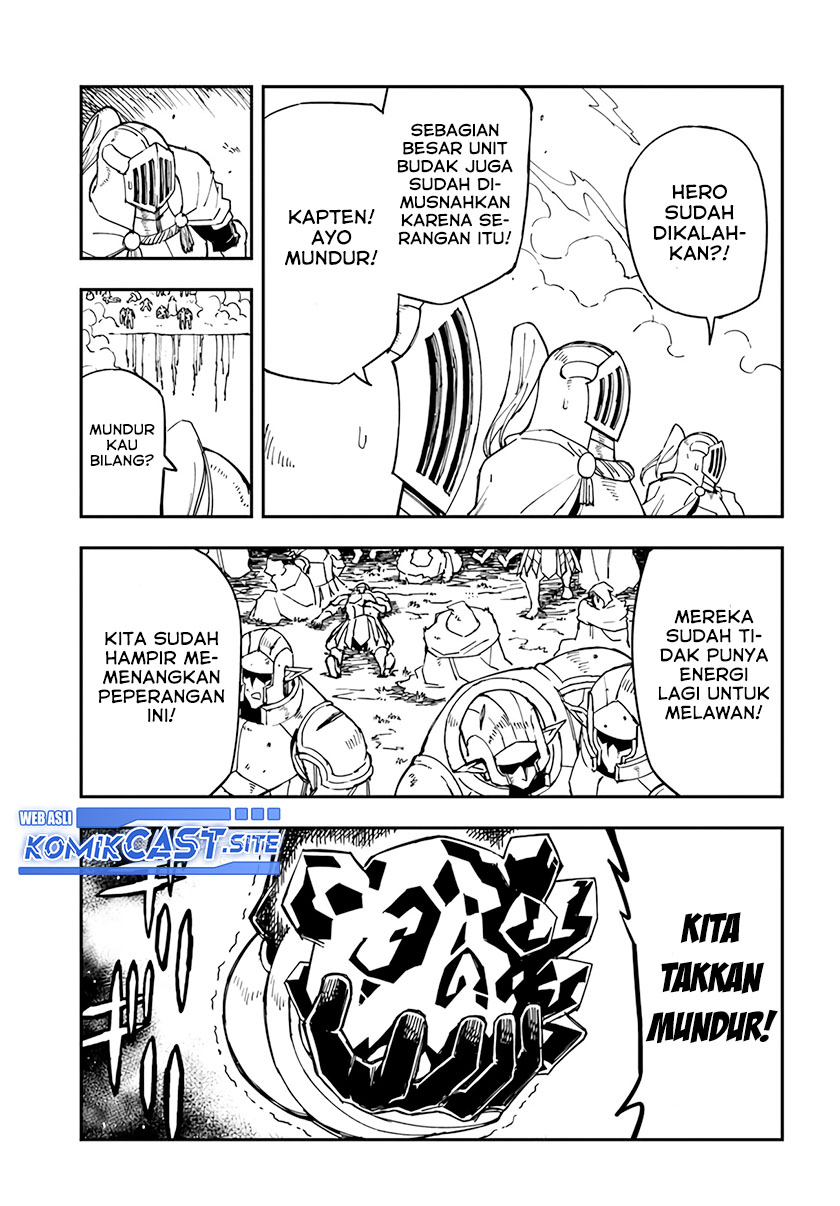 HERO
SUDAH
DIKALAH-
KAN?!
SEBAGIAN
BESAR UNIT
BUDAK JUGA
SUDAH DI-
MUSNAHKAN
KARENA SE-
RANGAN ITU!
KAPTEN!
AYO
MUNDUR!
MUNDUR
KAU
BILANG?
MEREKA
SUDAH TI-
DAK PUNYA
ENERGI
LAGI UNTUK
MELAWAN!
KITA SUDAH
HAMPIR ME-
MENANGKAN
PEPERANGAN
INI!
WEB ASLI
KOMIKCAST.SITE
KITA
TAKKAN
MUNDUR!